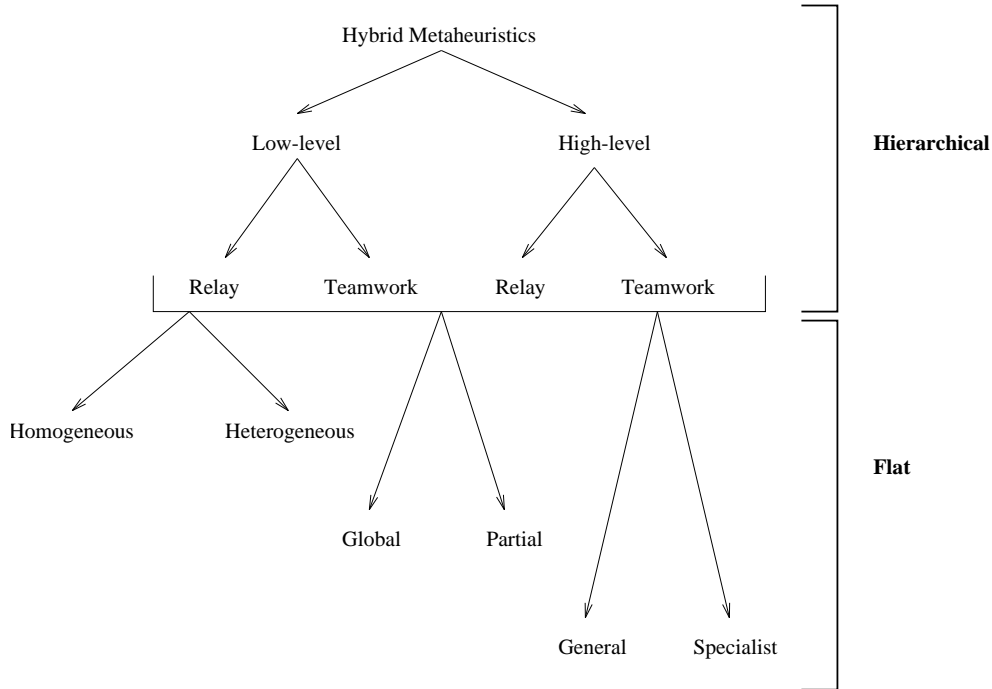 Hybrid Metaheuristics
Low-level
High-level
Hierarchical
Relay
Teamwork
Relay
Teamwork
Homogeneous
Heterogeneous
Flat
Global
Partial
General
Specialist